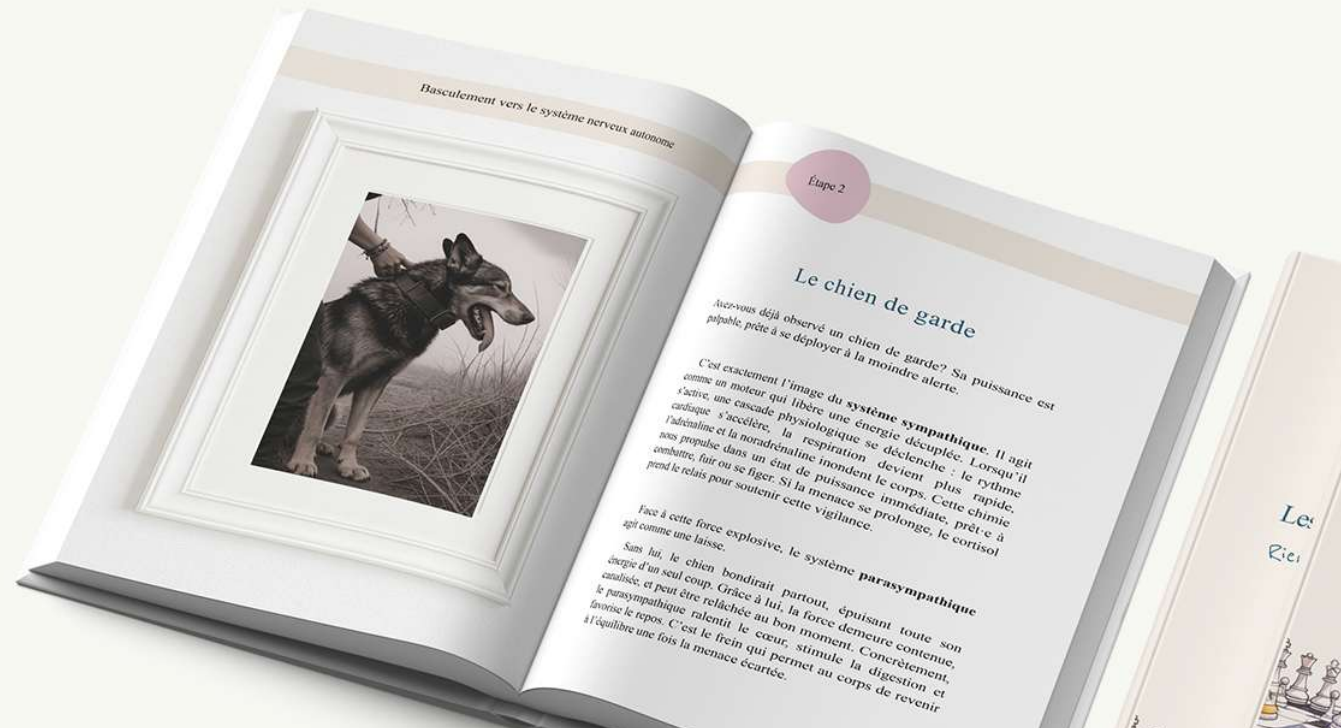 Basculement vers le système nerveux autonome
Étape 2
Le chien de garde
Avez-vous déjà observé un chien de garde? Sa puissance est
palpable, prête à se déployer à la moindre alerte.
C'est exactement l'image du système sympathique. Il agit
comme un moteur qui libère une énergie décuplée. Lorsqu'il
s'active, une cascade physiologique se déclenche : le rythme
cardiaque s'accélère, la respiration devient plus rapide,
l'adrénaline et la noradrénaline inondent le corps. Cette chimie
nous propulse dans un état de puissance immédiate, prêt·e à
combattre, fuir ou se figer. Si la menace se prolonge, le cortisol
prend le relais pour soutenir cette vigilance.
Face à cette force explosive, le système parasympathique
agit comme une laisse.
Sans lui, le chien bondirait partout, épuisant toute son
énergie d'un seul coup. Grâce à lui, la force demeure contenue,
canalisée, et peut être relâchée au bon moment. Concrètement,
le parasympathique ralentit le cœur, stimule la digestion et
favorise le repos. C'est le frein qui permet au corps de revenir
à l'équilibre une fois la menace écartée.
Les